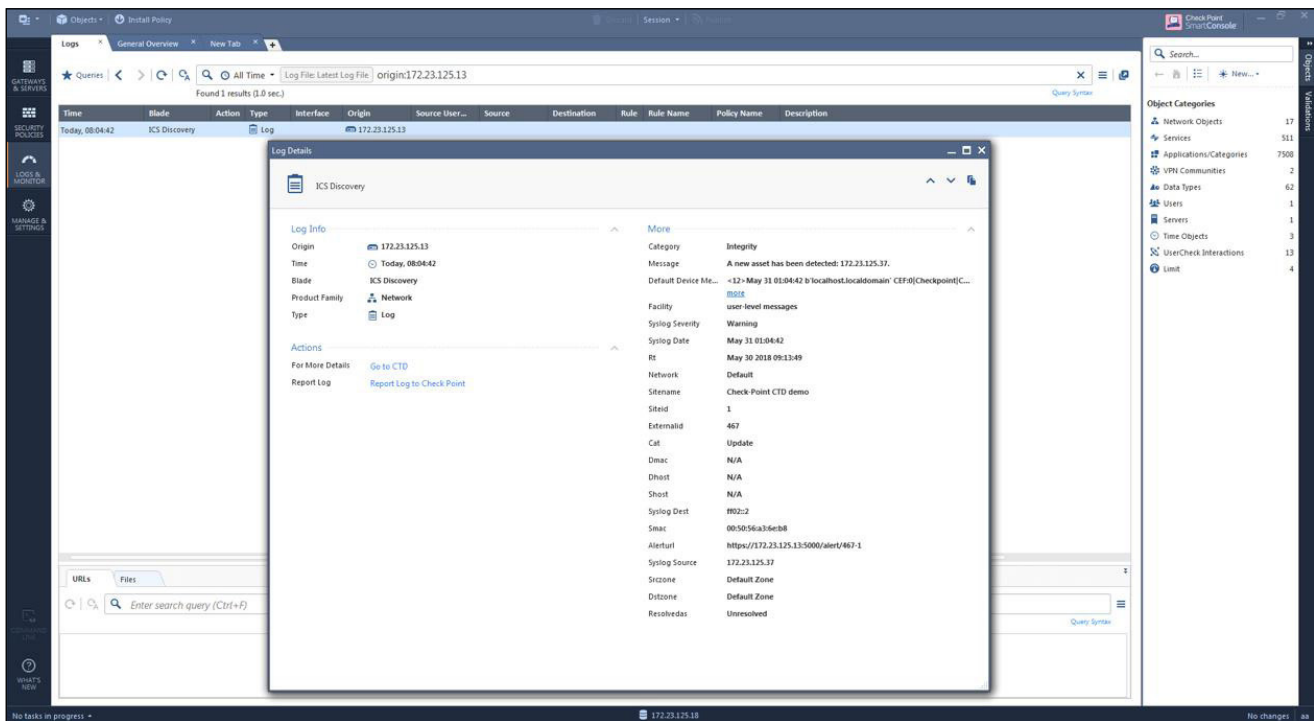 Objects
Install Policy
Discard
Session
Publish
Check Point
SmartConsole
Logs
General Overview
New Tab
GATEWAYS
& SERVERS
SECURITY
POLICIES
LOGS &
MONITOR
MANAGE &
SETTINGS
COMMAND
LINE
WHAT'S
NEW
Queries
All Time
Log File: Latest Log File
origin:172.23.125.13
Found 1 results (1.0 sec.)
Query Syntax
Time Blade Action Type Interface Origin Source User... Source Destination Rule Rule Name Policy Name Description
Today, 08:04:42 ICS Discovery Log 172.23.125.13
Log Details
ICS Discovery
Log Info
Origin 172.23.125.13
Time Today, 08:04:42
Blade ICS Discovery
Product Family Network
Type Log
Actions
For More Details Go to CTD
Report Log Report Log to Check Point
More
Category Integrity
Message A new asset has been detected: 172.23.125.37.
Default Device Me... <12>May 31 01:04:42 b'localhost.localdomain' CEF:0|Checkpoint|C...
more
Facility user-level messages
Syslog Severity Warning
Syslog Date May 31 01:04:42
Rt May 30 2018 09:13:49
Network Default
Sitename Check-Point CTD demo
Siteid 1
Externalid 467
Cat Update
Dmac N/A
Dhost N/A
Shost N/A
Syslog Dest ff02::2
Smac 00:50:56:a3:6e:b8
Alerturl https://172.23.125.13:5000/alert/467-1
Syslog Source 172.23.125.37
Srczone Default Zone
Dstzone Default Zone
Resolvedas Unresolved
URLs
Files
Enter search query (Ctrl+F)
Query Syntax
Search...
New...
Object Categories
Network Objects 17
Services 511
Applications/Categories 7508
VPN Communities 2
Data Types 62
Users 1
Servers 1
Time Objects 3
UserCheck Interactions 13
Limit 4
Objects
Validations
No tasks in progress
172.23.125.18
No changes
aa